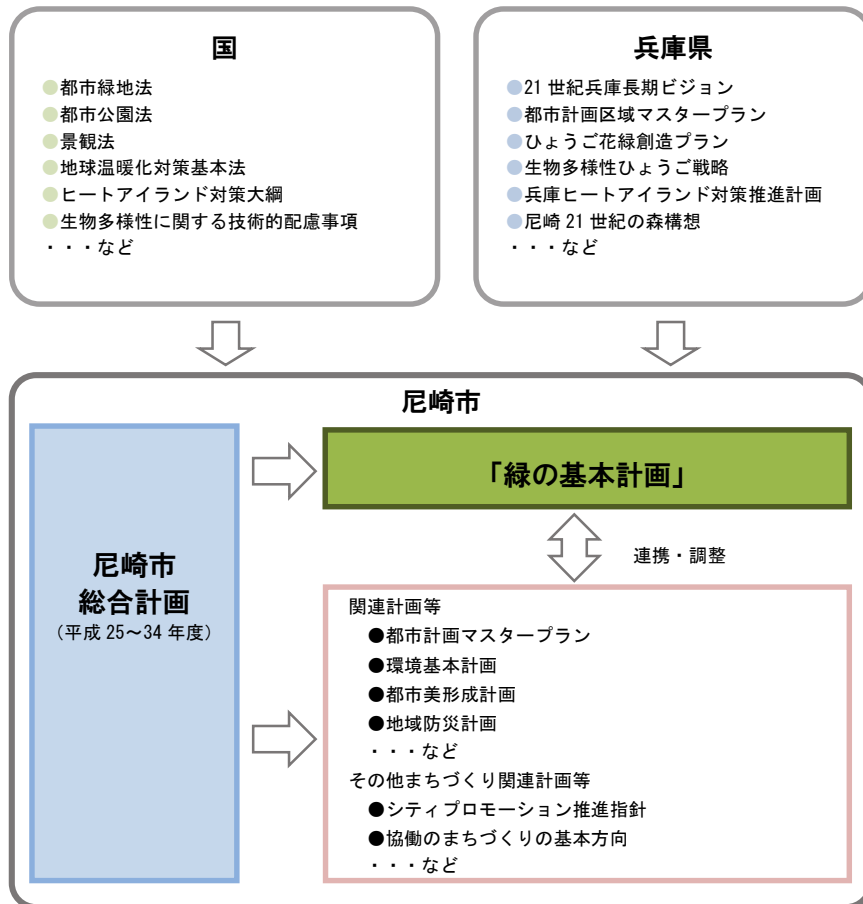 国
●都市緑地法
●都市公園法
●景観法
●地球温暖化対策基本法
●ヒートアイランド対策大綱
●生物多様性に関する技術的配慮事項
・・・など
兵庫県
●21 世紀兵庫長期ビジョン
●都市計画区域マスタープラン
●ひょうご花緑創造プラン
●生物多様性ひょうご戦略
●兵庫ヒートアイランド対策推進計画
●尼崎 21 世紀の森構想
・・・など
尼崎市
尼崎市
総合計画
（平成 25～34 年度）
「緑の基本計画」
連携・調整
関連計画等
●都市計画マスタープラン
●環境基本計画
●都市美形成計画
●地域防災計画
・・・など
その他まちづくり関連計画等
●シティプロモーション推進指針
●協働のまちづくりの基本方向
・・・など